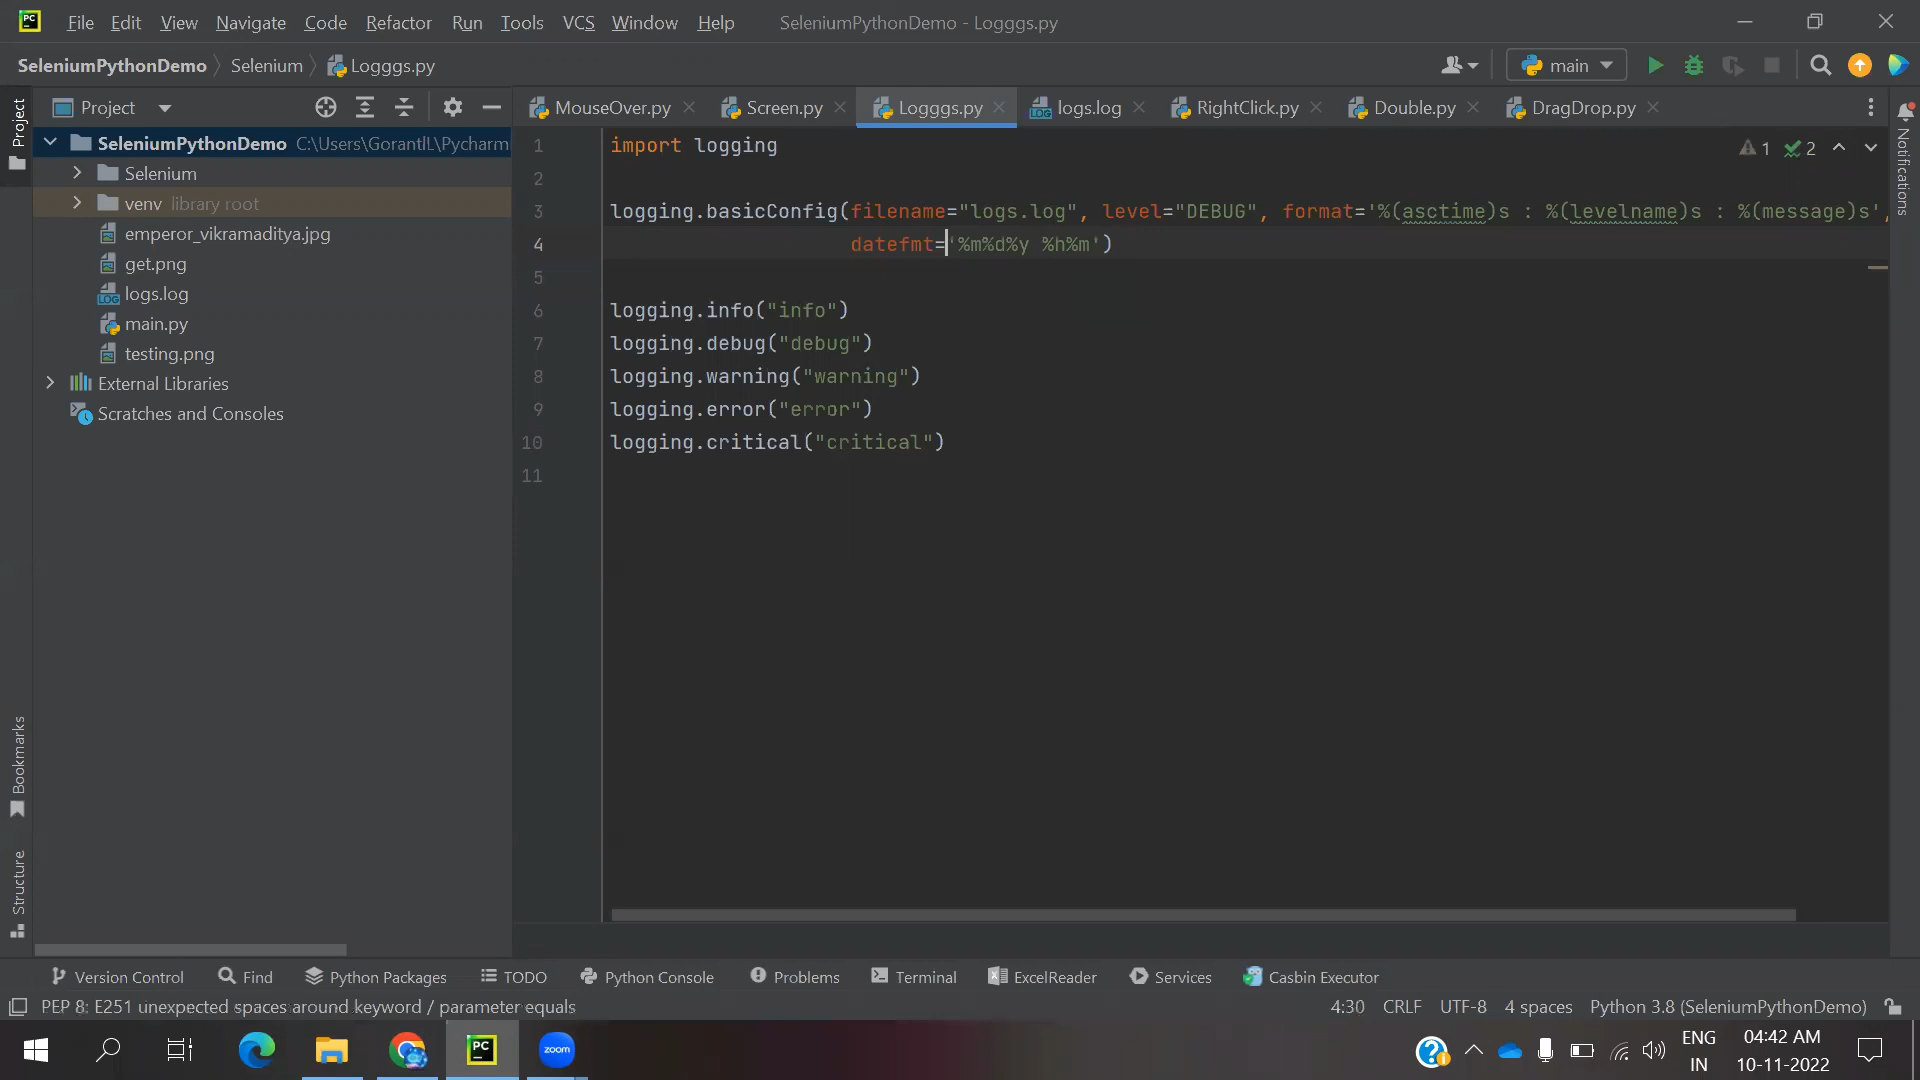 PC File Edit View Navigate Code Refactor Run Tools VCS Window Help SeleniumPythonDemo - Logggs.py
SeleniumPythonDemo Selenium Logggs.py main
Project Project MouseOver.py Screen.py Logggs.py logs.log RightClick.py Double.py DragDrop.py
SeleniumPythonDemo C:\Users\GorantlL\Pycharm
Selenium
venv library root
emperor_vikramaditya.jpg
get.png
logs.log
main.py
testing.png
External Libraries
Scratches and Consoles
1 import logging
1 2
2
3 logging.basicConfig(filename="logs.log", level="DEBUG", format='%(asctime)s : %(levelname)s : %(message)s',
4 datefmt='%m%d%y %h%m')
5
6 logging.info("info")
7 logging.debug("debug")
8 logging.warning("warning")
9 logging.error("error")
10 logging.critical("critical")
11
Notifications
Bookmarks
Structure
Version Control Find Python Packages TODO Python Console Problems Terminal ExcelReader Services Casbin Executor
PEP 8: E251 unexpected spaces around keyword / parameter equals 4:30 CRLF UTF-8 4 spaces Python 3.8 (SeleniumPythonDemo)
PC zoom
ENG
IN
04:42 AM
10-11-2022